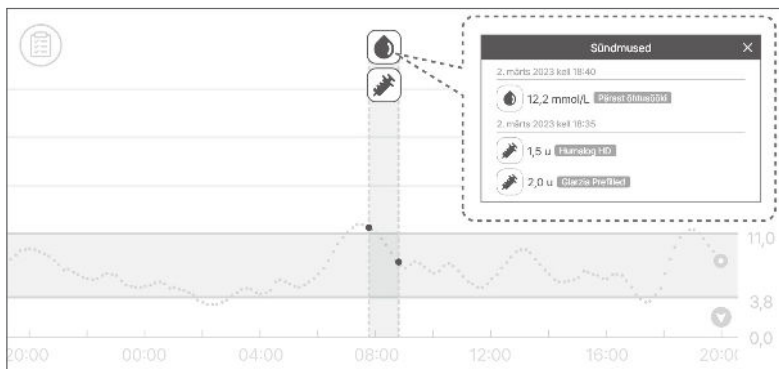 Sündmused
2. märts 2023 kell 18:40
12,2 mmol/L Pärast õhtusööki
2. märts 2023 kell 18:35
1,5 u Humalog HD
2,0 u Glarzia Prefilled
11,0
3,8
0,0
20:00 00:00 04:00 08:00 12:00 16:00 20:00